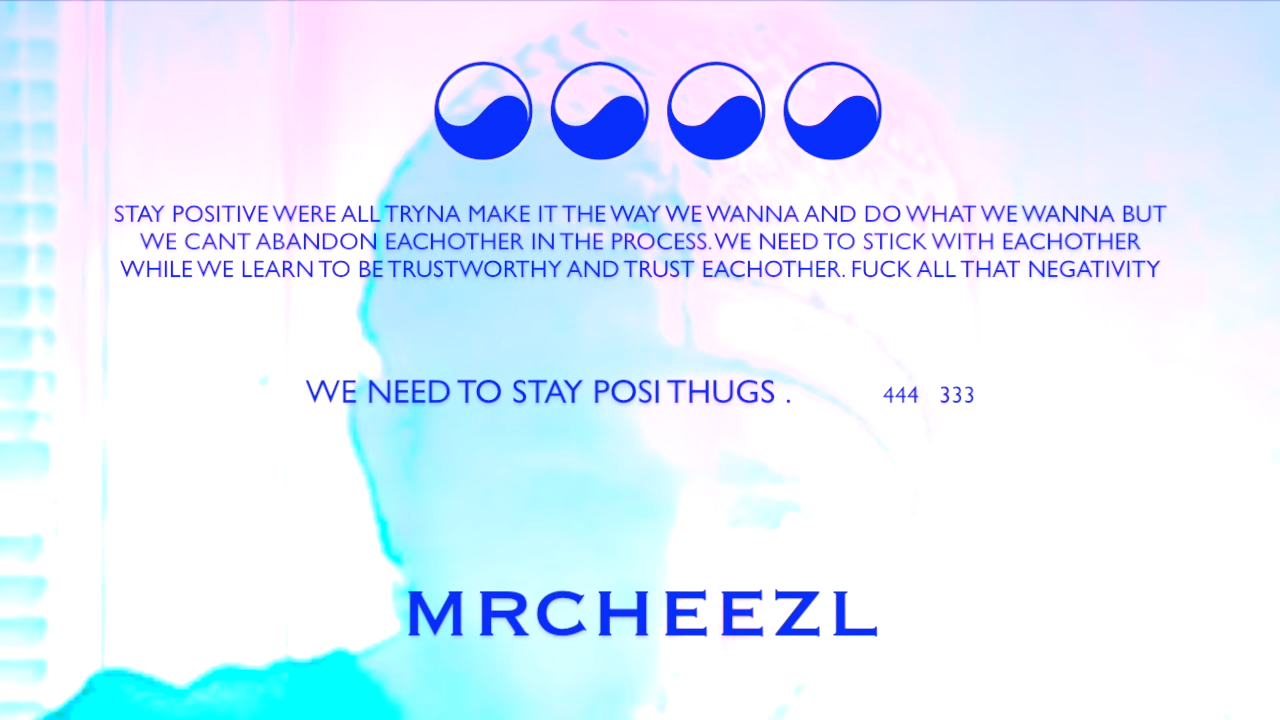 STAY POSITIVE WERE ALL TRYNA MAKE IT THE WAY WE WANNA AND DO WHAT WE WANNA BUT
WE CANT ABANDON EACHOTHER IN THE PROCESS. WE NEED TO STICK WITH EACHOTHER
WHILE WE LEARN TO BE TRUSTWORTHY AND TRUST EACHOTHER. FUCK ALL THAT NEGATIVITY
WE NEED TO STAY POSI THUGS . 444 333
MRCHEEZL